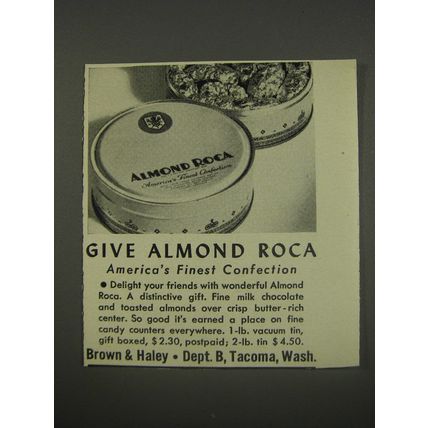 ALMOND ROCA
America's Finest Confection
GIVE ALMOND ROCA
America's Finest Confection
• Delight your friends with wonderful Almond
Roca. A distinctive gift. Fine milk chocolate
and toasted almonds over crisp butter-rich
center. So good it's earned a place on fine
candy counters everywhere. 1-lb. vacuum tin,
gift boxed, $2.30, postpaid; 2-lb. tin $4.50.
Brown & Haley • Dept. B, Tacoma, Wash.